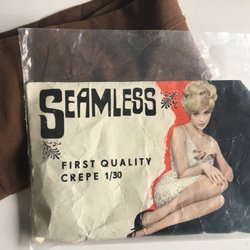 SEAMLESS
FIRST QUALITY
CREPE 1/30